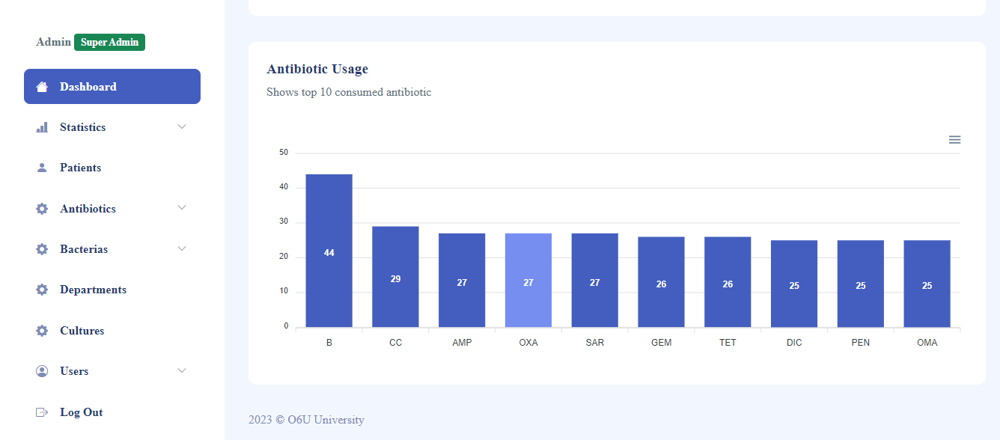 Admin Super Admin
Dashboard
Statistics
Patients
Antibiotics
Bacterias
Departments
Cultures
Users
Log Out
Antibiotic Usage
Shows top 10 consumed antibiotic
50
40
30
20
10
0
44 29 27 27 27 26 26 25 25 25
B CC AMP OXA SAR GEM TET DIC PEN OMA
2023 © O6U University